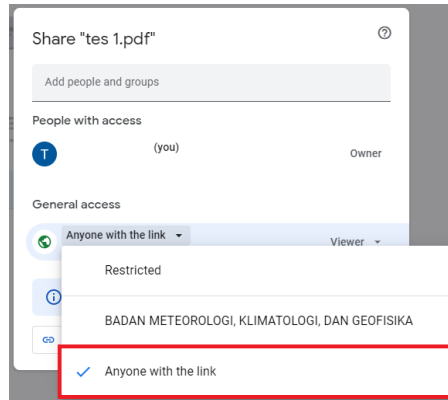 Share "tes 1.pdf"
Add people and groups
People with access
T
(you)
Owner
General access
Anyone with the link
Viewer
Restricted
BADAN METEOROLOGI, KLIMATOLOGI, DAN GEOFISIKA
Anyone with the link